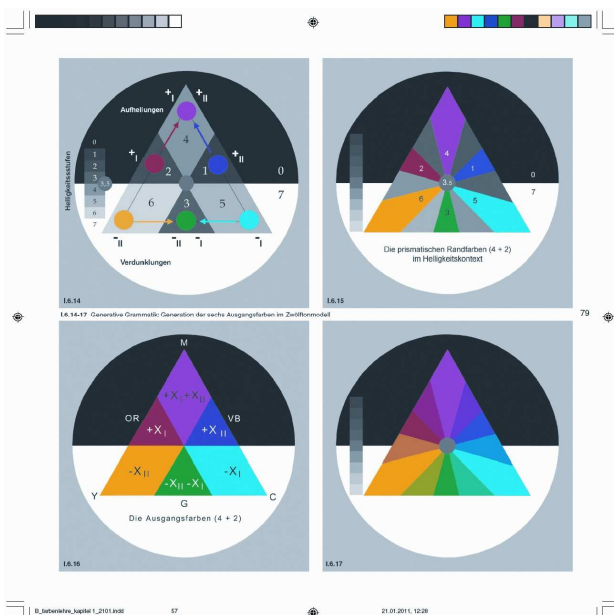 +I
+II
Aufhellungen
4
+I
+II
2
1
0
Helligkeitsstufen
0
1
2
3
4
5
6
7
3,5
7
6
3
5
-II
-II
-I
-I
Verdunklungen
I.6.14
4
2
1
0
3.5
7
6
5
3
Die prismatischen Randfarben (4 + 2)
im Helligkeitskontext
I.6.15
I.6.14-17 Generative Grammatik: Generation der sechs Ausgangsfarben im Zwölftonmodell
79
M
+XI +XII
OR
VB
+XI
+XII
-XII
-XI
-XII -XI
Y
C
G
Die Ausgangsfarben (4 + 2)
I.6.16
I.6.17
B_farbenlehre_kapitel 1_2101.indd 57
21.01.2011, 12:28